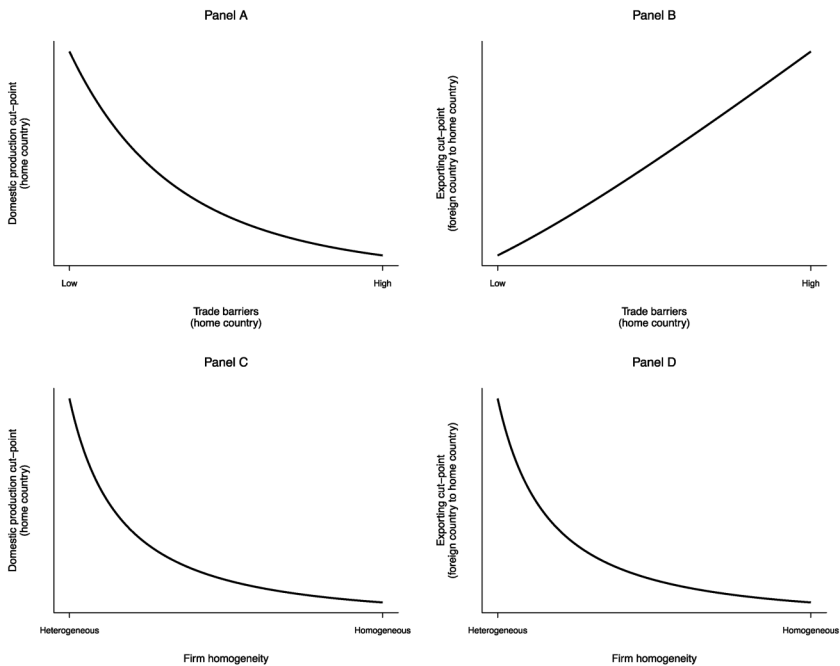 Panel A
Domestic production cut−point
(home country)
Low
High
Trade barriers
(home country)
Panel B
Exporting cut−point
(foreign country to home country)
Low
High
Trade barriers
(home country)
Panel C
Domestic production cut−point
(home country)
Heterogeneous
Homogeneous
Firm homogeneity
Panel D
Exporting cut−point
(foreign country to home country)
Heterogeneous
Homogeneous
Firm homogeneity